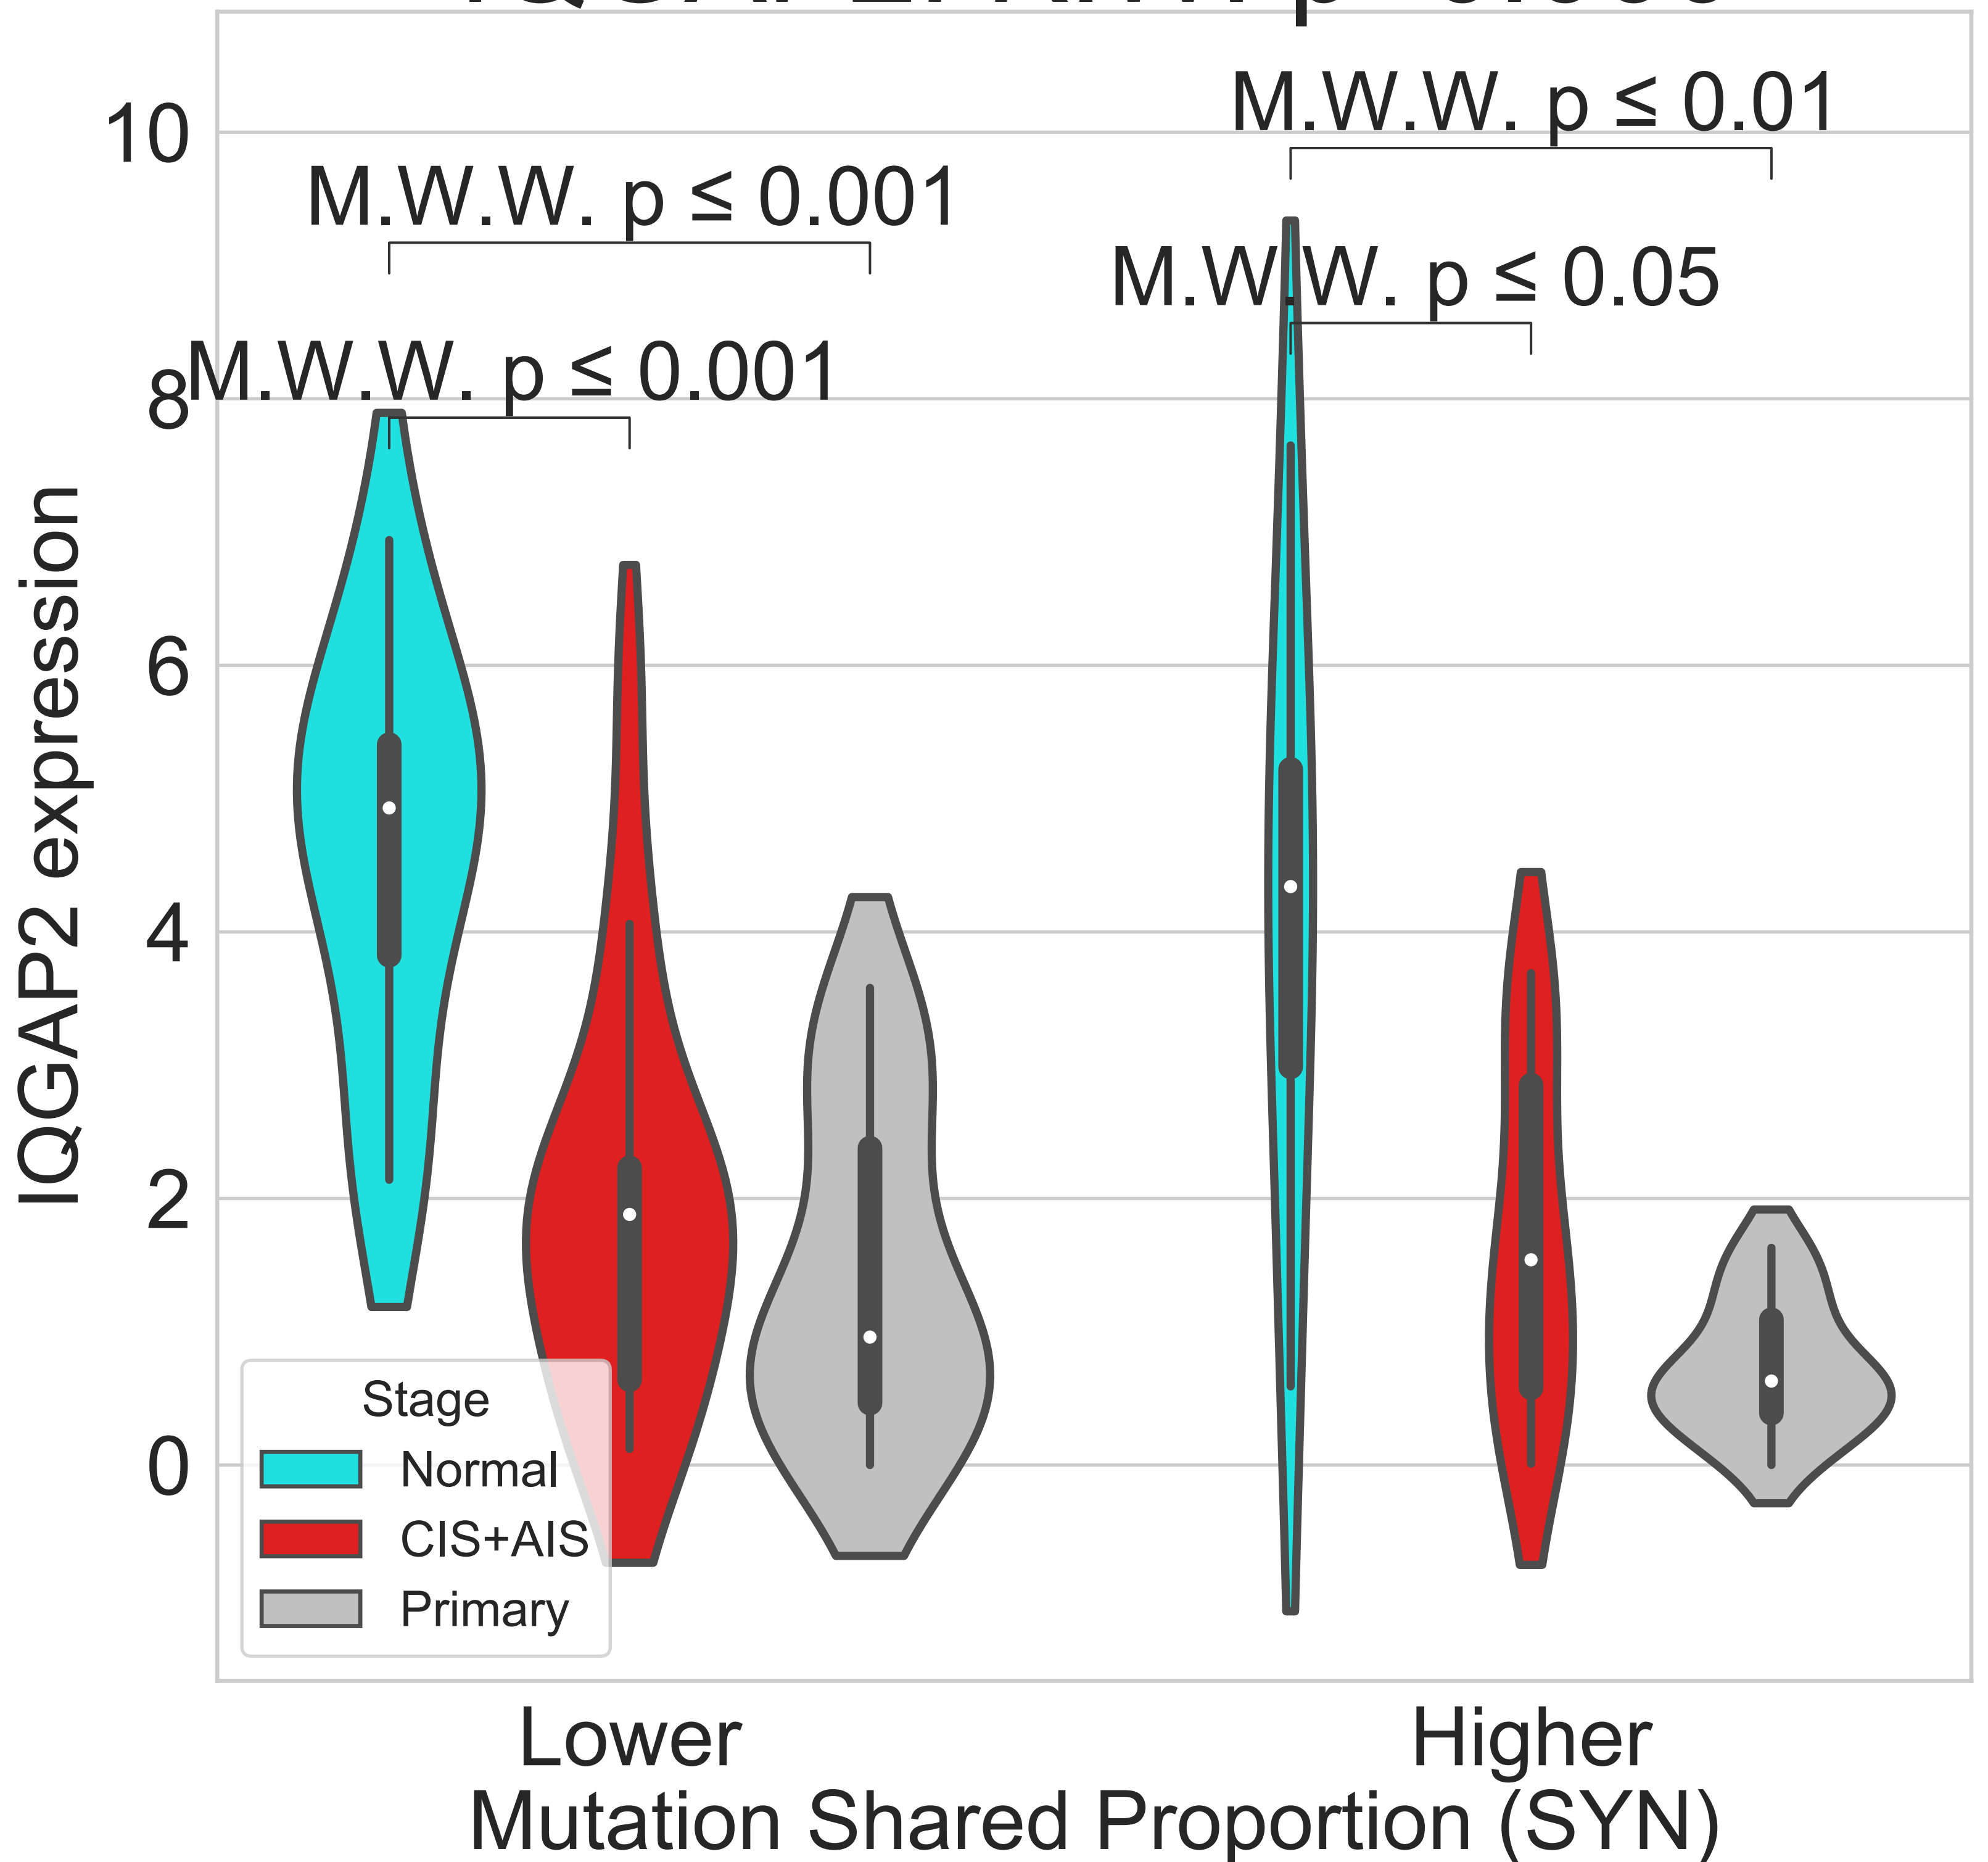 M.W.W. p ≤ 0.01
10
M.W.W. p ≤ 0.001
M.W.W. p ≤ 0.05
M.W.W. p ≤ 0.001
8
6
4
2
0
IQGAP2 expression
Stage
Normal
CIS+AIS
Primary
Lower
Higher
Mutation Shared Proportion (SYN)